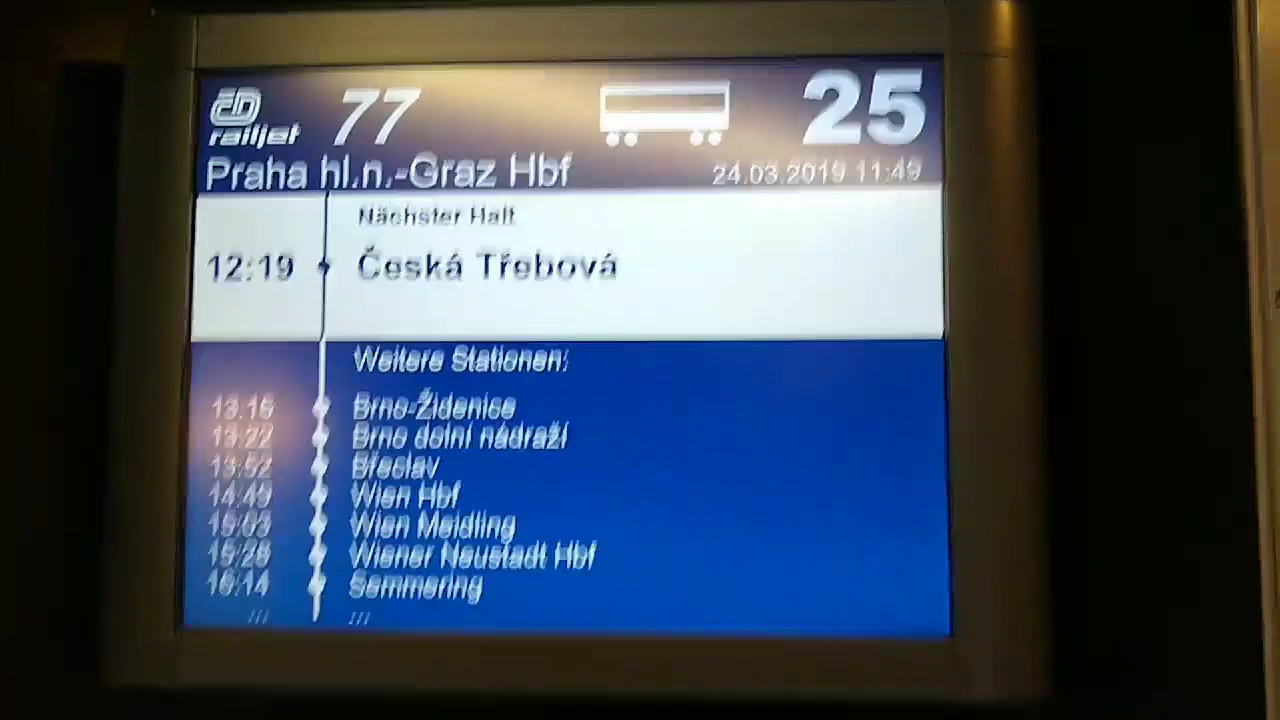 ČD railjet 77 25
Praha hl.n.-Graz Hbf 24.03.2019 11:49
Nächster Halt
12:19 Česká Třebová
Weitere Stationen:
Brno-Židenice
13:22 Brno dolní nádraží
13:52 Břeclav
14:49 Wien Hbf
15:03 Wien Meidling
15:28 Wiener Neustadt Hbf
16:14 Semmering